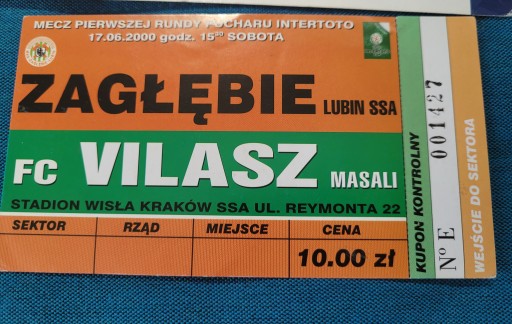 MECZ PIERWSZEJ RUNDY PUCHARU INTERTOTO
17.06.2000 godz. 15³⁰ SOBOTA
ZAGŁĘBIE LUBIN SSA
FC VILASZ MASALI
STADION WISŁA KRAKÓW SSA UL. REYMONTA 22
SEKTOR RZĄD MIEJSCE CENA
10.00 zł
KUPON KONTROLNY
Nº E 001427
WEJŚCIE DO SEKTORA